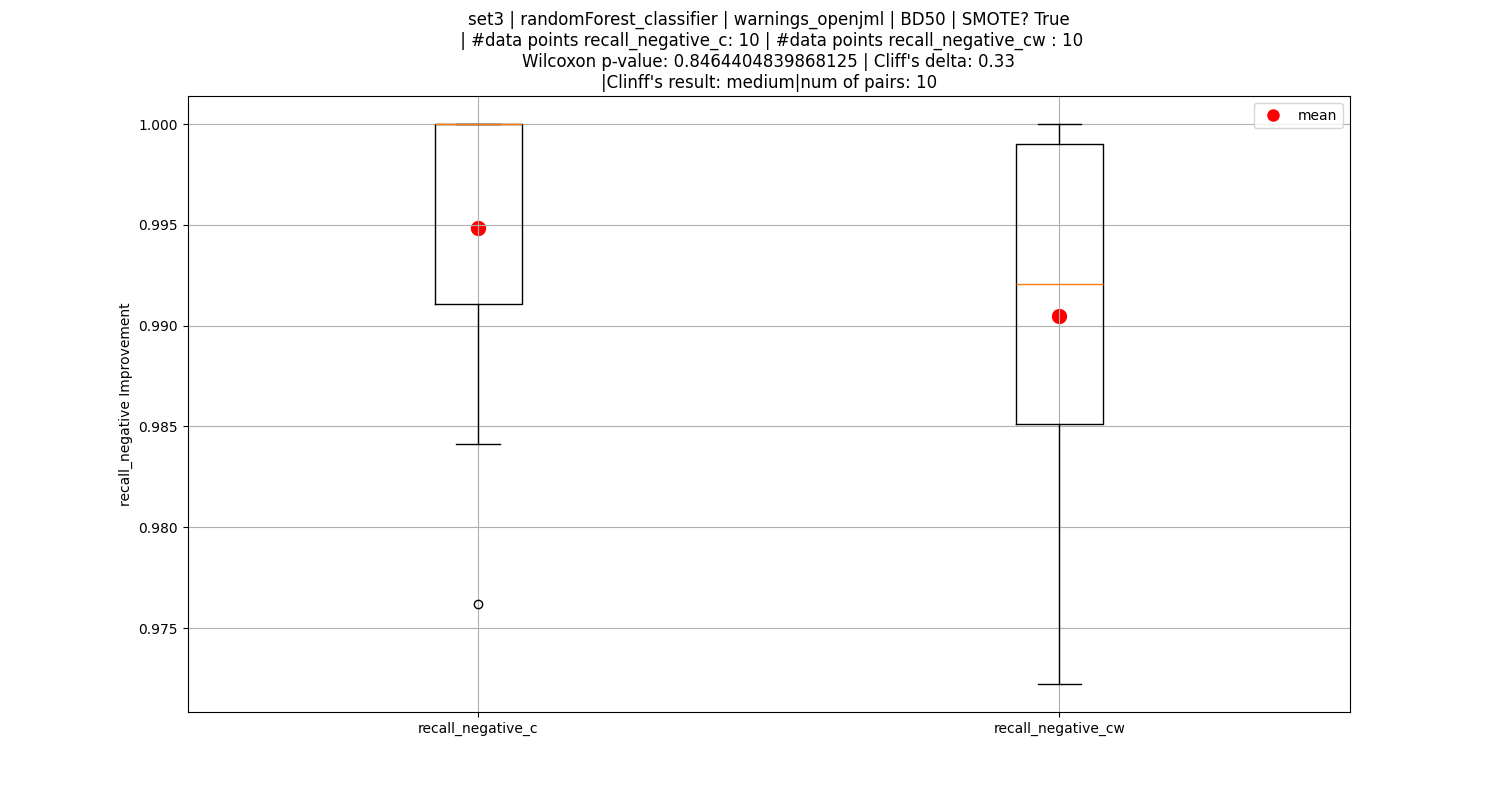 set3 | randomForest_classifier | warnings_openjml | BD50 | SMOTE? True
| #data points recall_negative_c: 10 | #data points recall_negative_cw : 10
Wilcoxon p-value: 0.8464404839868125 | Cliff's delta: 0.33
|Clinff's result: medium|num of pairs: 10
mean
1.000
0.995
0.990
0.985
0.980
0.975
recall_negative Improvement
recall_negative_c
recall_negative_cw